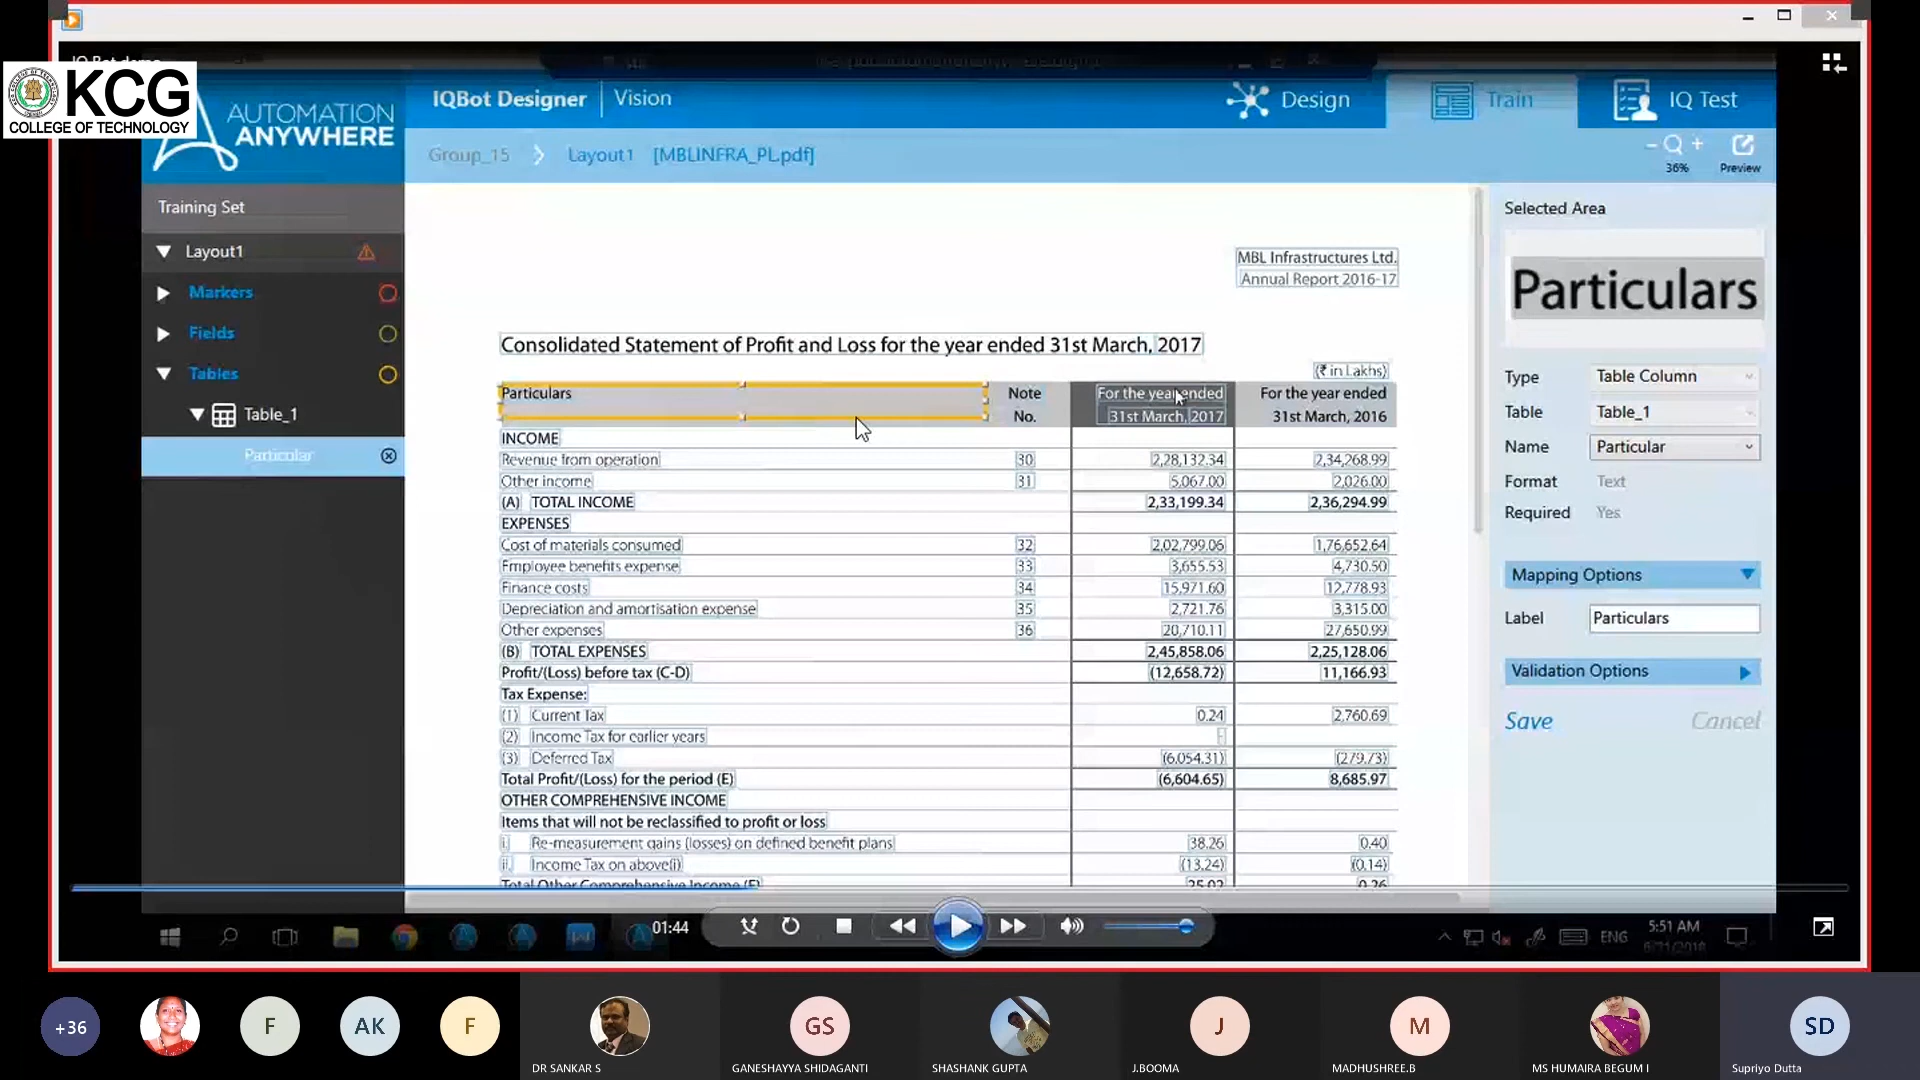 IQ Bot demo
KCG
COLLEGE OF TECHNOLOGY
AUTOMATION
ANYWHERE
IQBot Designer | Vision
Design
Train
IQ Test
Group_15
Layout1 [MBLINFRA_PL.pdf]
- +
36%
Preview
Training Set
Layout1
Markers
Fields
Tables
Table_1
Particular
MBL Infrastructures Ltd.
Annual Report 2016-17
Consolidated Statement of Profit and Loss for the year ended 31st March, 2017
(₹ in Lakhs)
Particulars Note For the year ended For the year ended
No. 31st March, 2017 31st March, 2016
INCOME
Revenue from operation 30 2,28,132.34 2,34,268.99
Other income 31 5,067.00 2,026.00
(A) TOTAL INCOME 2,33,199.34 2,36,294.99
EXPENSES
Cost of materials consumed 32 2,02,799.06 1,76,652.64
Employee benefits expense 33 3,655.53 4,730.50
Finance costs 34 15,971.60 12,778.93
Depreciation and amortisation expense 35 2,721.76 3,315.00
Other expenses 36 20,710.11 27,650.99
(B) TOTAL EXPENSES 2,45,858.06 2,25,128.06
Profit/(Loss) before tax (C-D) (12,658.72) 11,166.93
Tax Expense:
(1) Current Tax 0.24 2,760.69
(2) Income Tax for earlier years -
(3) Deferred Tax (6,054.31) (279.73)
Total Profit/(Loss) for the period (E) (6,604.65) 8,685.97
OTHER COMPREHENSIVE INCOME
Items that will not be reclassified to profit or loss
i. Re-measurement gains (losses) on defined benefit plans 38.26 0.40
ii. Income Tax on above(i) (13.24) (0.14)
Total Other Comprehensive Income (F) 25.02 0.26
Selected Area
Particulars
Type Table Column
Table Table_1
Name Particular
Format Text
Required Yes
Mapping Options
Label Particulars
Validation Options
Save Cancel
01:44
ENG
5:51 AM
+36
F
AK
F
DR SANKAR S
GS
GANESHAYYA SHIDAGANTI
SHASHANK GUPTA
J
J.BOOMA
M
MADHUSHREE.B
MS HUMAIRA BEGUM I
SD
Supriyo Dutta